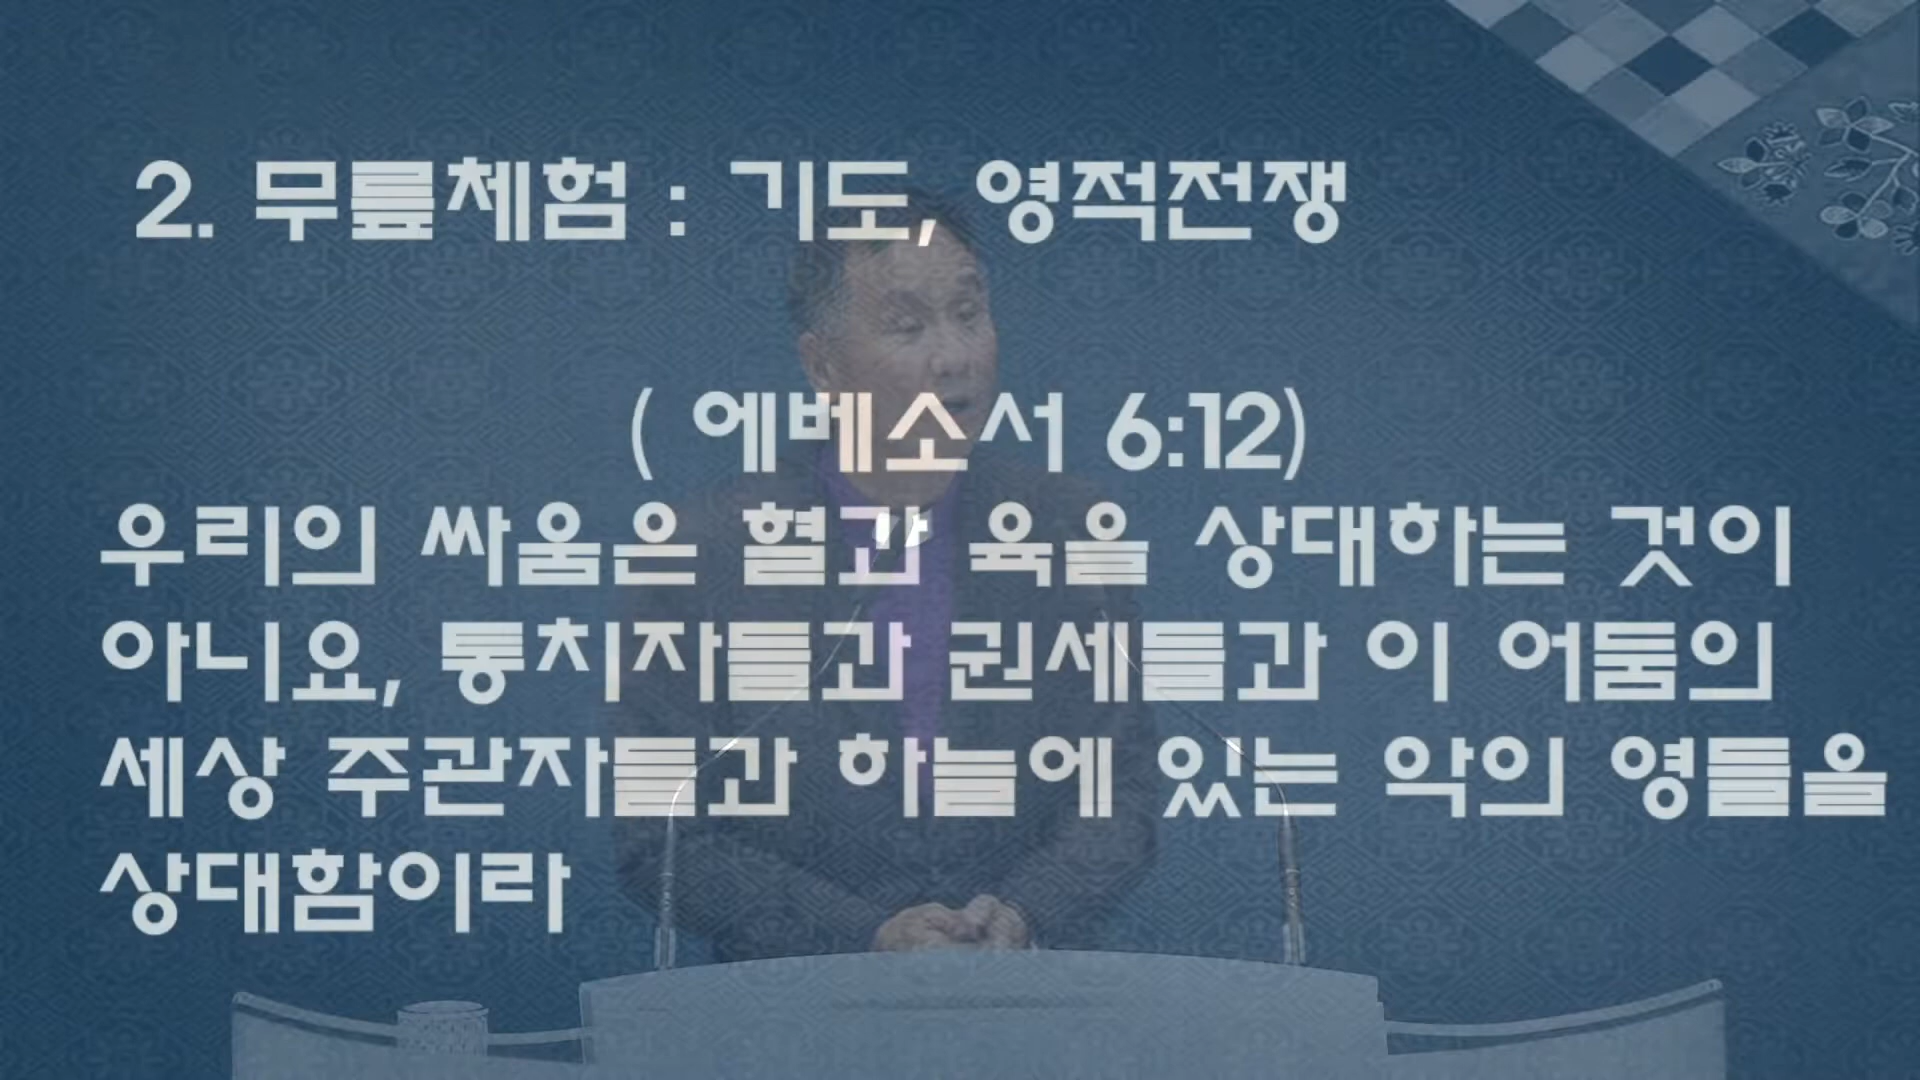 2. 무릎체험 : 기도, 영적전쟁
( 에베소서 6:12)
우리의 싸움은 혈과 육을 상대하는 것이
아니요, 통치자들과 권세들과 이 어둠의
세상 주관자들과 하늘에 있는 악의 영들을
상대함이라